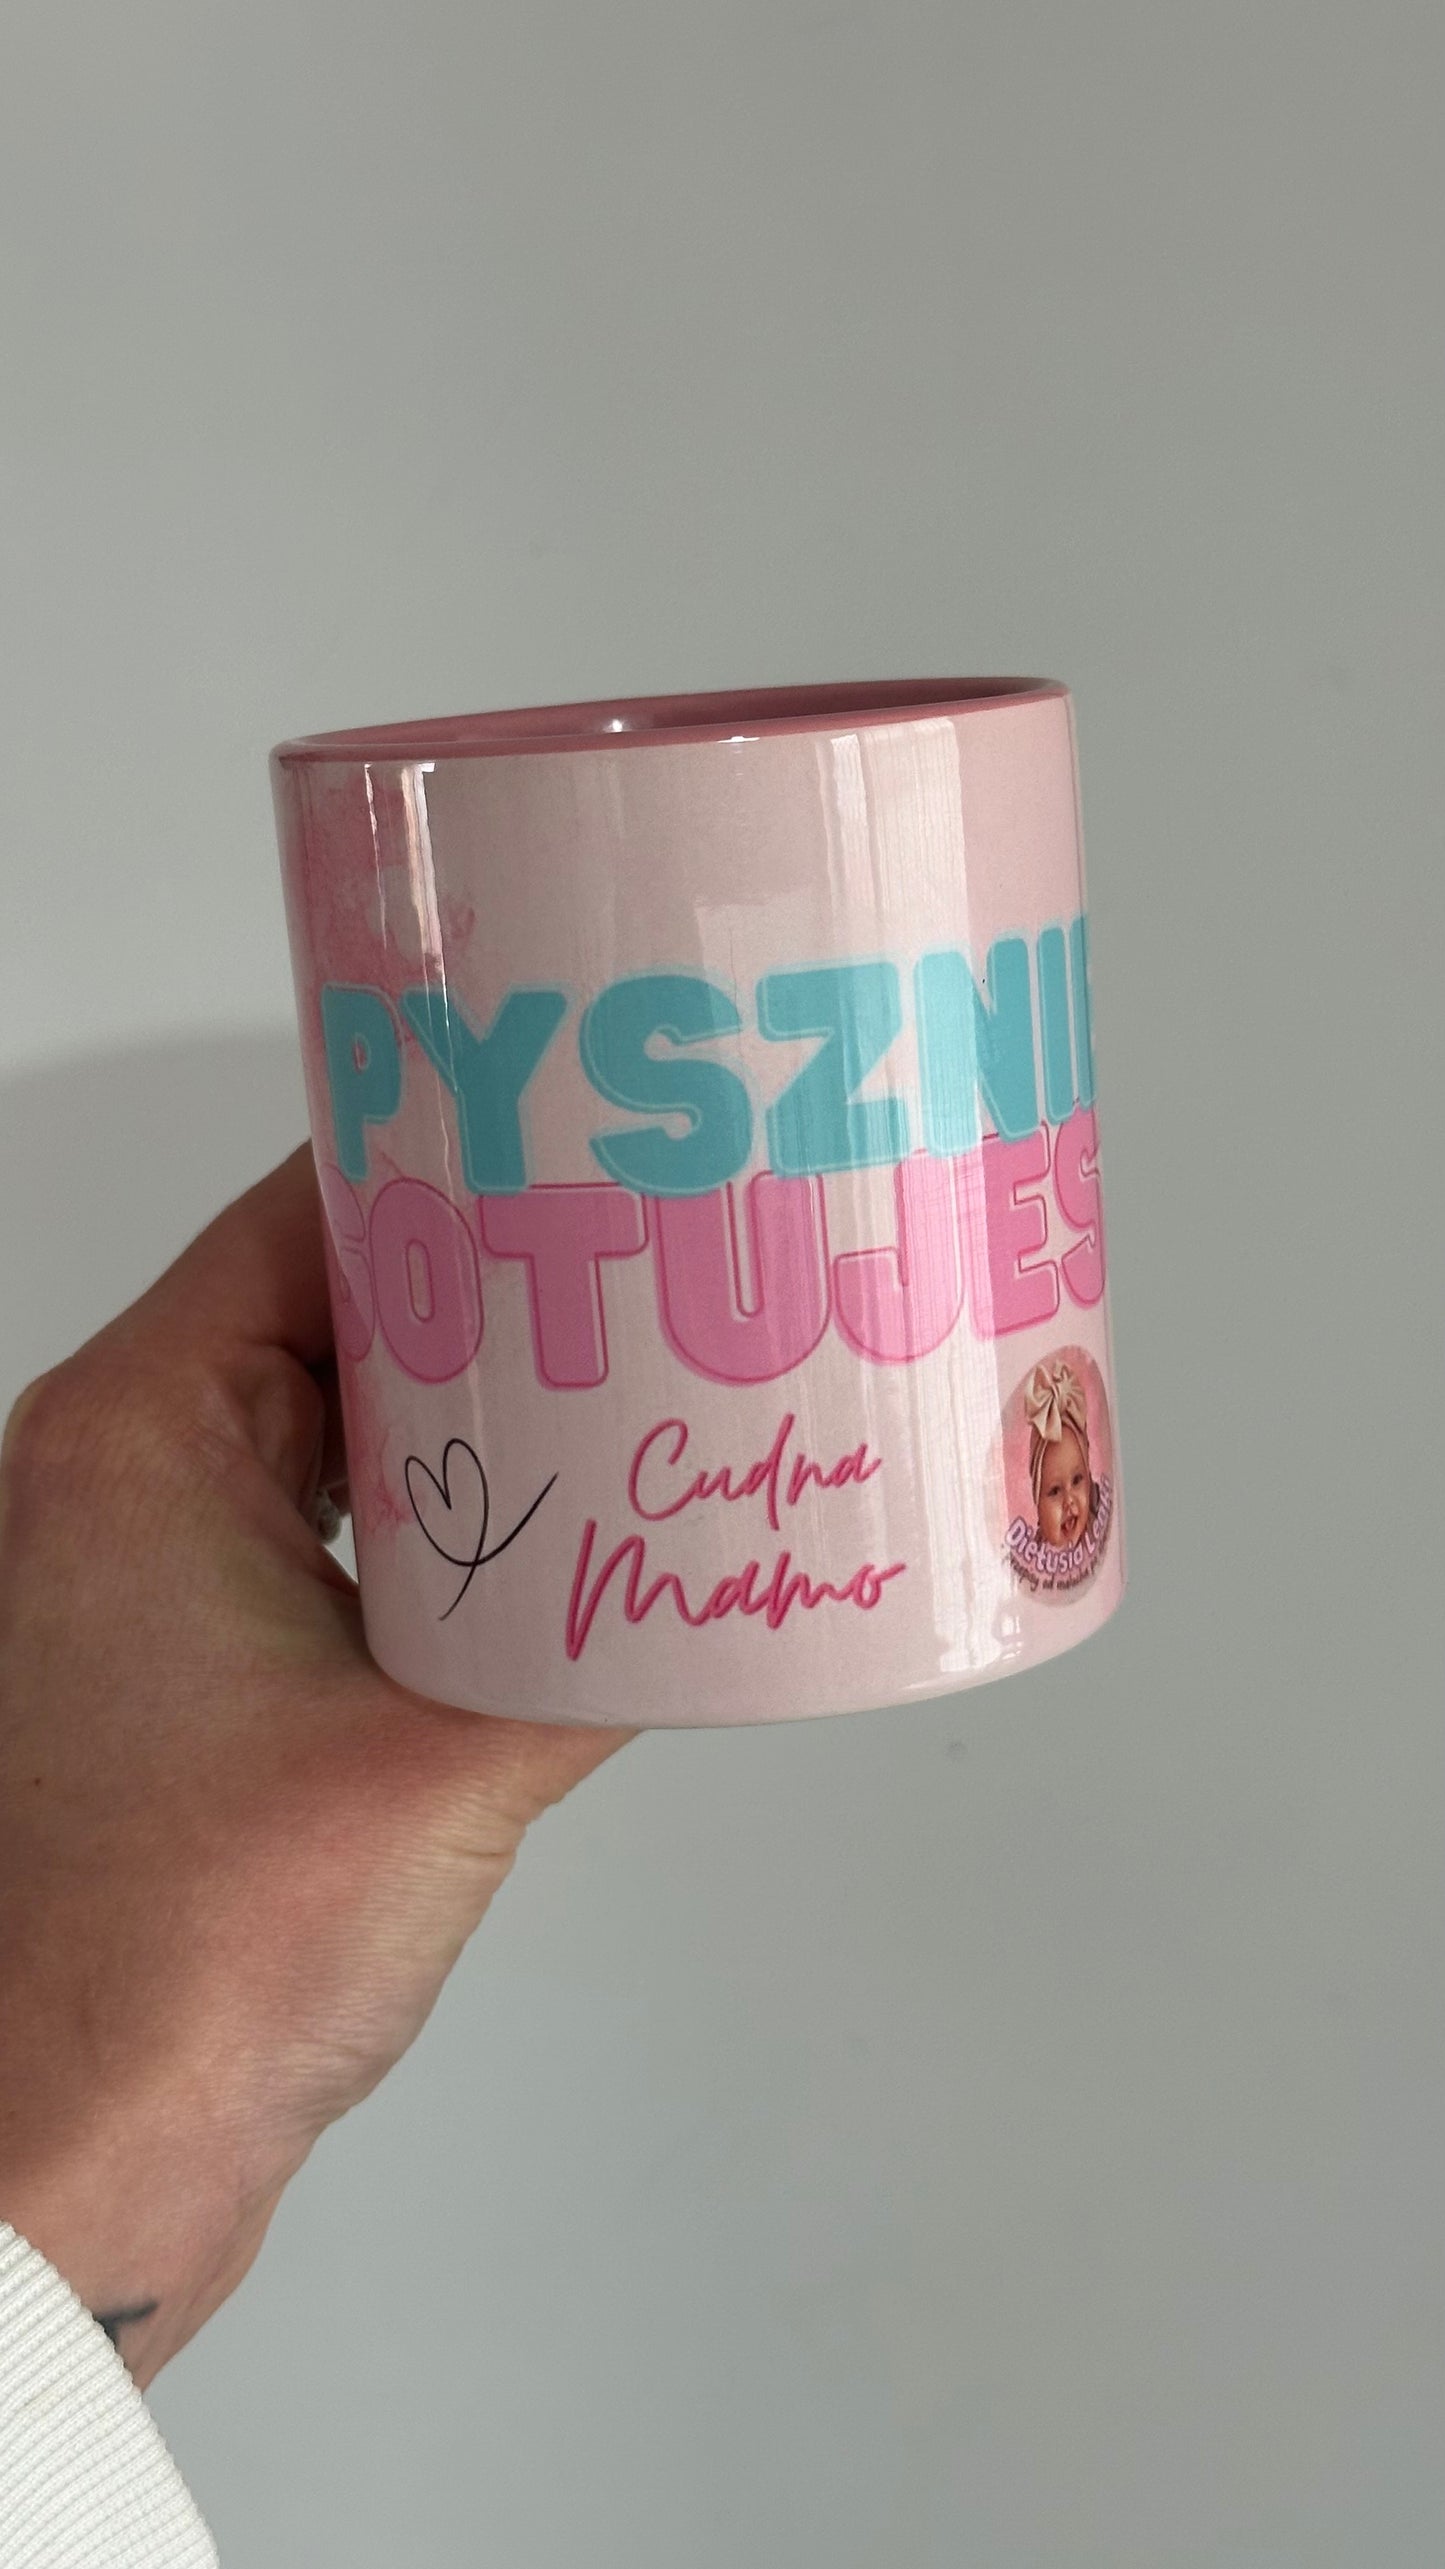 PYSZNI
GOTUJES
Cudna
Mamo
Dietusia